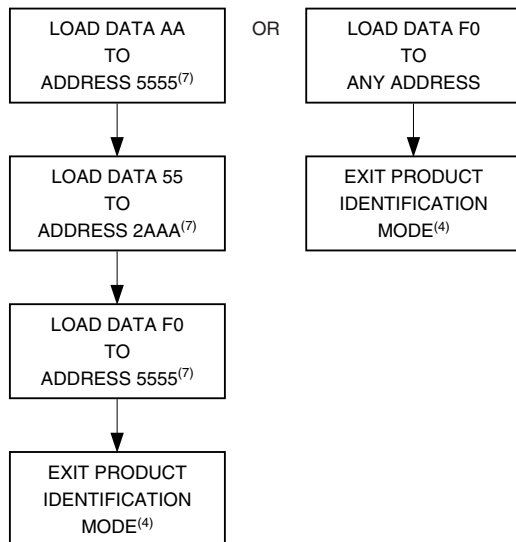 LOAD DATA AA
TO
ADDRESS 5555(7)
LOAD DATA 55
TO
ADDRESS 2AAA(7)
LOAD DATA F0
TO
ADDRESS 5555(7)
EXIT PRODUCT
IDENTIFICATION
MODE(4)
OR
LOAD DATA F0
TO
ANY ADDRESS
EXIT PRODUCT
IDENTIFICATION
MODE(4)